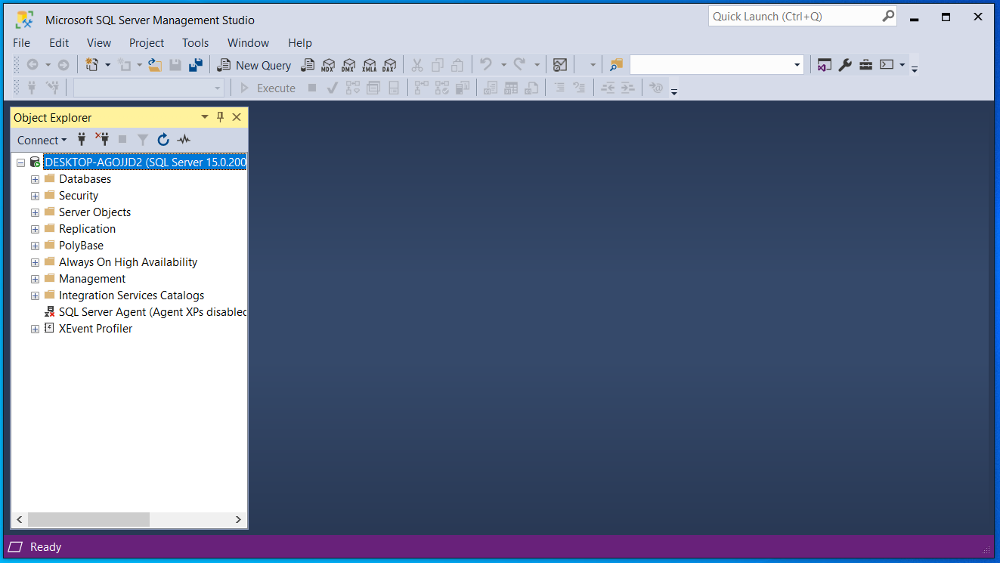 Microsoft SQL Server Management Studio
Quick Launch (Ctrl+Q)
File Edit View Project Tools Window Help
New Query MDX DMX XMLA DAX
Execute
Object Explorer
Connect
DESKTOP-AGOJJD2 (SQL Server 15.0.200
Databases
Security
Server Objects
Replication
PolyBase
Always On High Availability
Management
Integration Services Catalogs
SQL Server Agent (Agent XPs disabled
XEvent Profiler
Ready